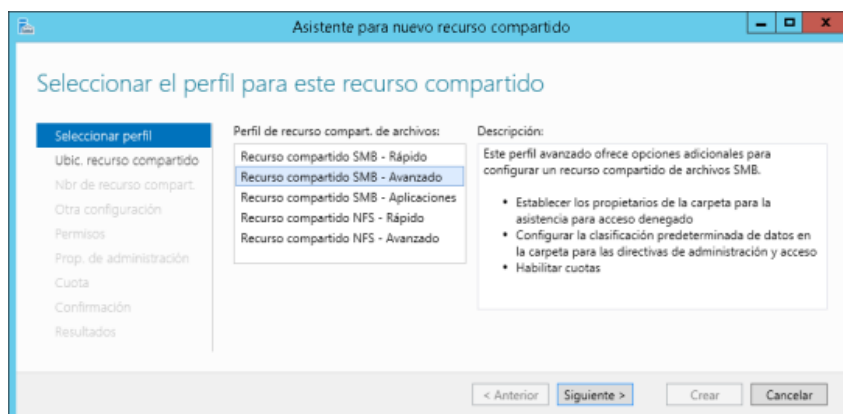 Asistente para nuevo recurso compartido
Seleccionar el perfil para este recurso compartido
Seleccionar perfil
Ubic. recurso compartido
Nbr de recurso compart.
Otra configuración
Permisos
Prop. de administración
Cuota
Confirmación
Resultados
Perfil de recurso compart. de archivos:
Recurso compartido SMB - Rápido
Recurso compartido SMB - Avanzado
Recurso compartido SMB - Aplicaciones
Recurso compartido NFS - Rápido
Recurso compartido NFS - Avanzado
Descripción:
Este perfil avanzado ofrece opciones adicionales para
configurar un recurso compartido de archivos SMB.
• Establecer los propietarios de la carpeta para la
asistencia para acceso denegado
• Configurar la clasificación predeterminada de datos en
la carpeta para las directivas de administración y acceso
• Habilitar cuotas
< Anterior
Siguiente >
Crear
Cancelar